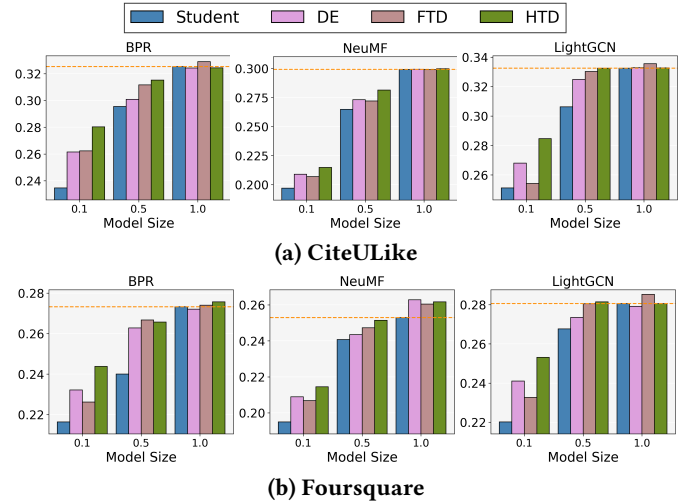 Student DE FTD HTD
BPR NeuMF LightGCN
0.32 0.30 0.28 0.26 0.24
0.300 0.275 0.250 0.225 0.200
0.34 0.32 0.30 0.28 0.26
0.1 0.5 1.0 0.1 0.5 1.0 0.1 0.5 1.0
Model Size Model Size Model Size
(a) CiteULike
BPR NeuMF LightGCN
0.28 0.26 0.24 0.22
0.26 0.24 0.22 0.20
0.28 0.26 0.24 0.22
0.1 0.5 1.0 0.1 0.5 1.0 0.1 0.5 1.0
Model Size Model Size Model Size
(b) Foursquare